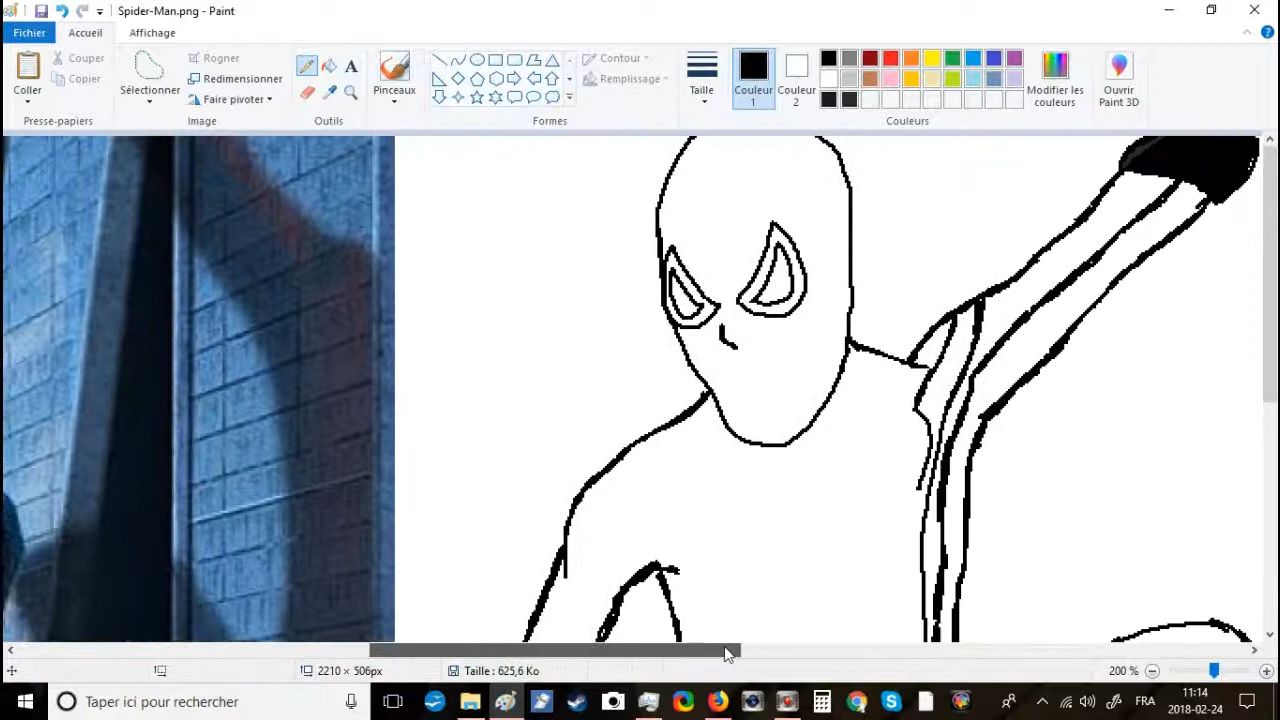 Spider-Man.png - Paint
Fichier Accueil Affichage
Coller
Couper
Copier
Presse-papiers
Sélectionner
Rogner
Redimensionner
Faire pivoter
Image
A
Outils
Pinceaux
Contour
Remplissage
Formes
Taille
Couleur 1
Couleur 2
Modifier les couleurs
Couleurs
Ouvrir Paint 3D
2210 × 506px
Taille : 625,6 Ko
200 %
Taper ici pour rechercher
FRA
11:14
2018-02-24